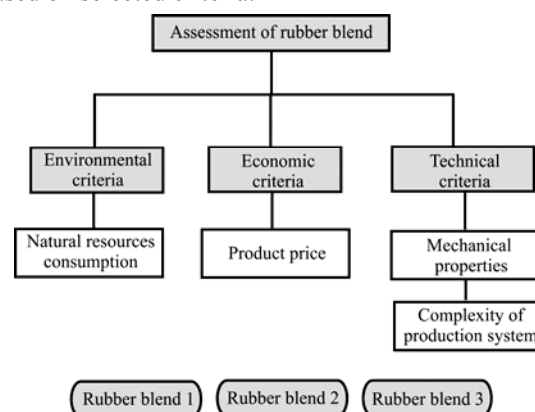 Assessment of rubber blend
Environmental
criteria
Economic
criteria
Technical
criteria
Natural resources
consumption
Product price
Mechanical
properties
Complexity of
production system
Rubber blend 1
Rubber blend 2
Rubber blend 3